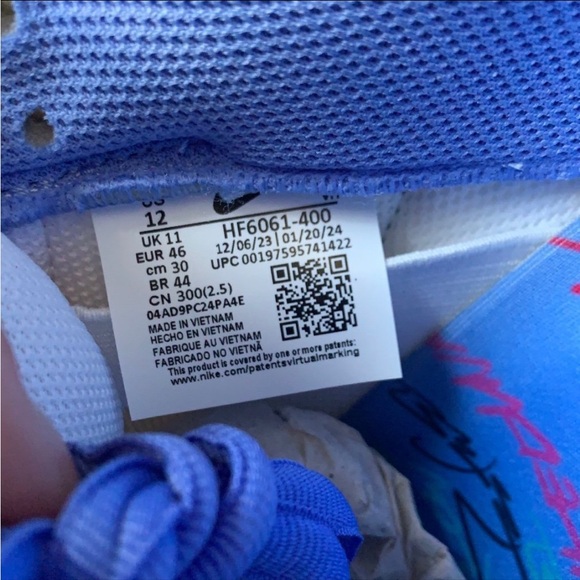 US
12
UK 11
EUR 46
cm 30
BR 44
CN 300(2.5)
04AD9PC24PA4E
HF6061-400
12/06/23 | 01/20/24
UPC 00197595741422
MADE IN VIETNAM
HECHO EN VIETNAM
FABRIQUE AU VIETNAM
FABRICADO NO VIETNÃ
This product is covered by one or more patents:
www.nike.com/patentsvirtualmarking